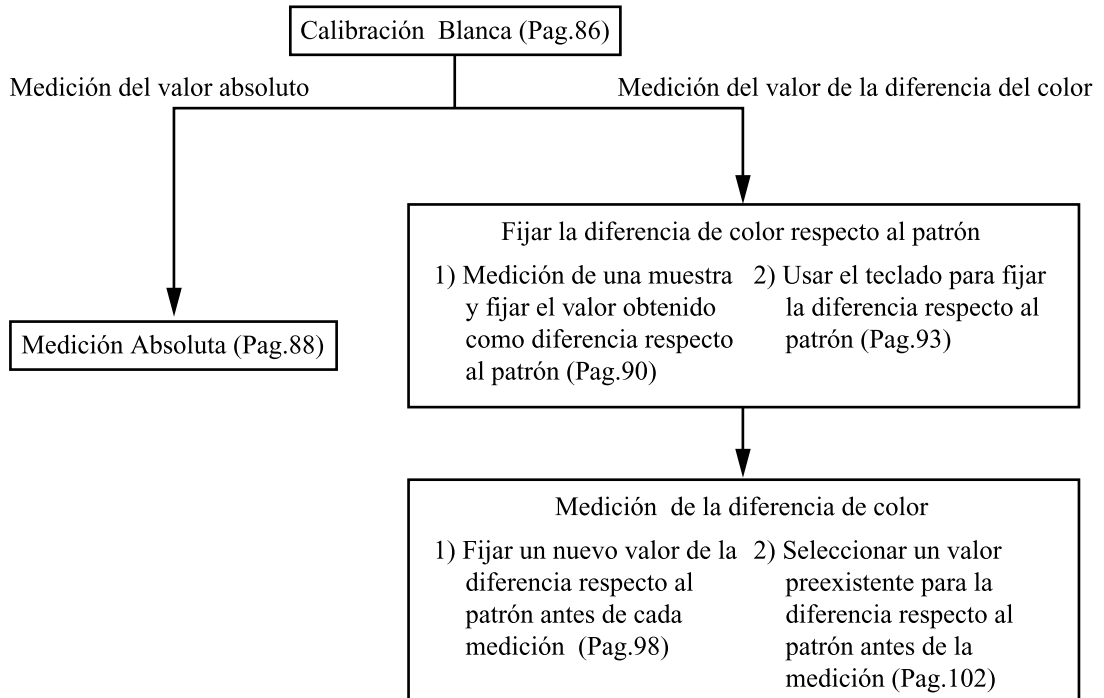 Calibración Blanca (Pag.86)
Medición del valor absoluto
Medición del valor de la diferencia del color
Medición Absoluta (Pag.88)
Fijar la diferencia de color respecto al patrón
1) Medición de una muestra
y fijar el valor obtenido
como diferencia respecto
al patrón (Pag.90)
2) Usar el teclado para fijar
la diferencia respecto al
patrón (Pag.93)
Medición de la diferencia de color
1) Fijar un nuevo valor de la
diferencia respecto al
patrón antes de cada
medición (Pag.98)
2) Seleccionar un valor
preexistente para la
diferencia respecto al
patrón antes de la
medición (Pag.102)